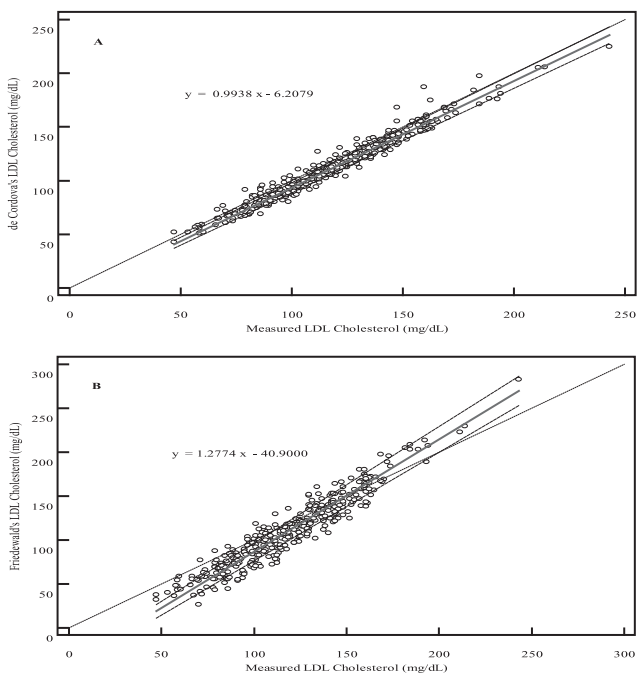 250
A
200
y = 0.9938 x - 6.2079
150
100
50
0
de Cordova's LDL Cholesterol (mg/dL)
0 50 100 150 200 250
Measured LDL Cholesterol (mg/dL)
300
B
250
y = 1.2774 x - 40.9000
200
150
100
50
0
Friedewald's LDL Cholesterol (mg/dL)
0 50 100 150 200 250 300
Measured LDL Cholesterol (mg/dL)